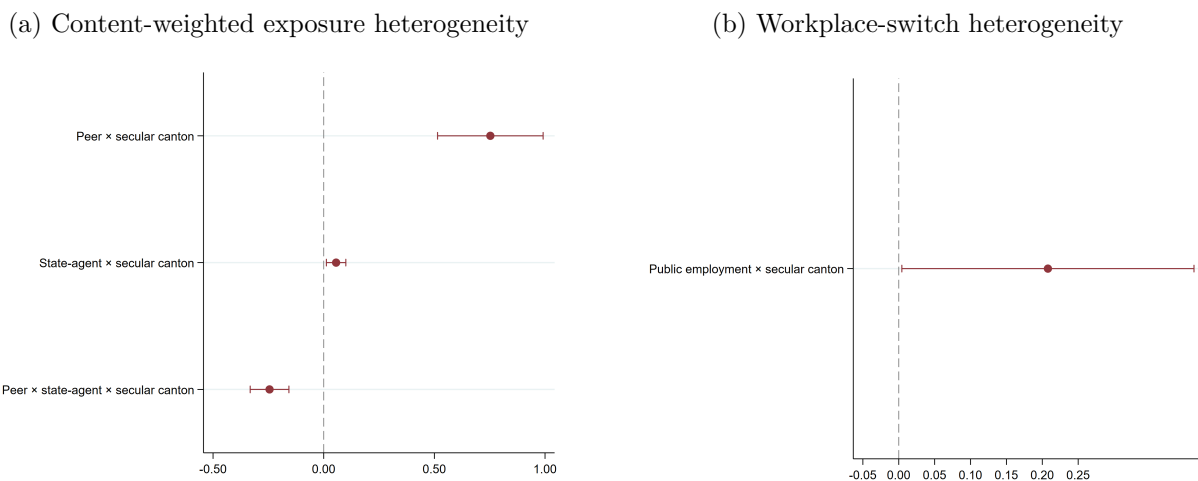 (a) Content-weighted exposure heterogeneity
Peer × secular canton
State-agent × secular canton
Peer × state-agent × secular canton
-0.50 0.00 0.50 1.00
(b) Workplace-switch heterogeneity
Public employment × secular canton
-0.05 0.00 0.05 0.10 0.15 0.20 0.25